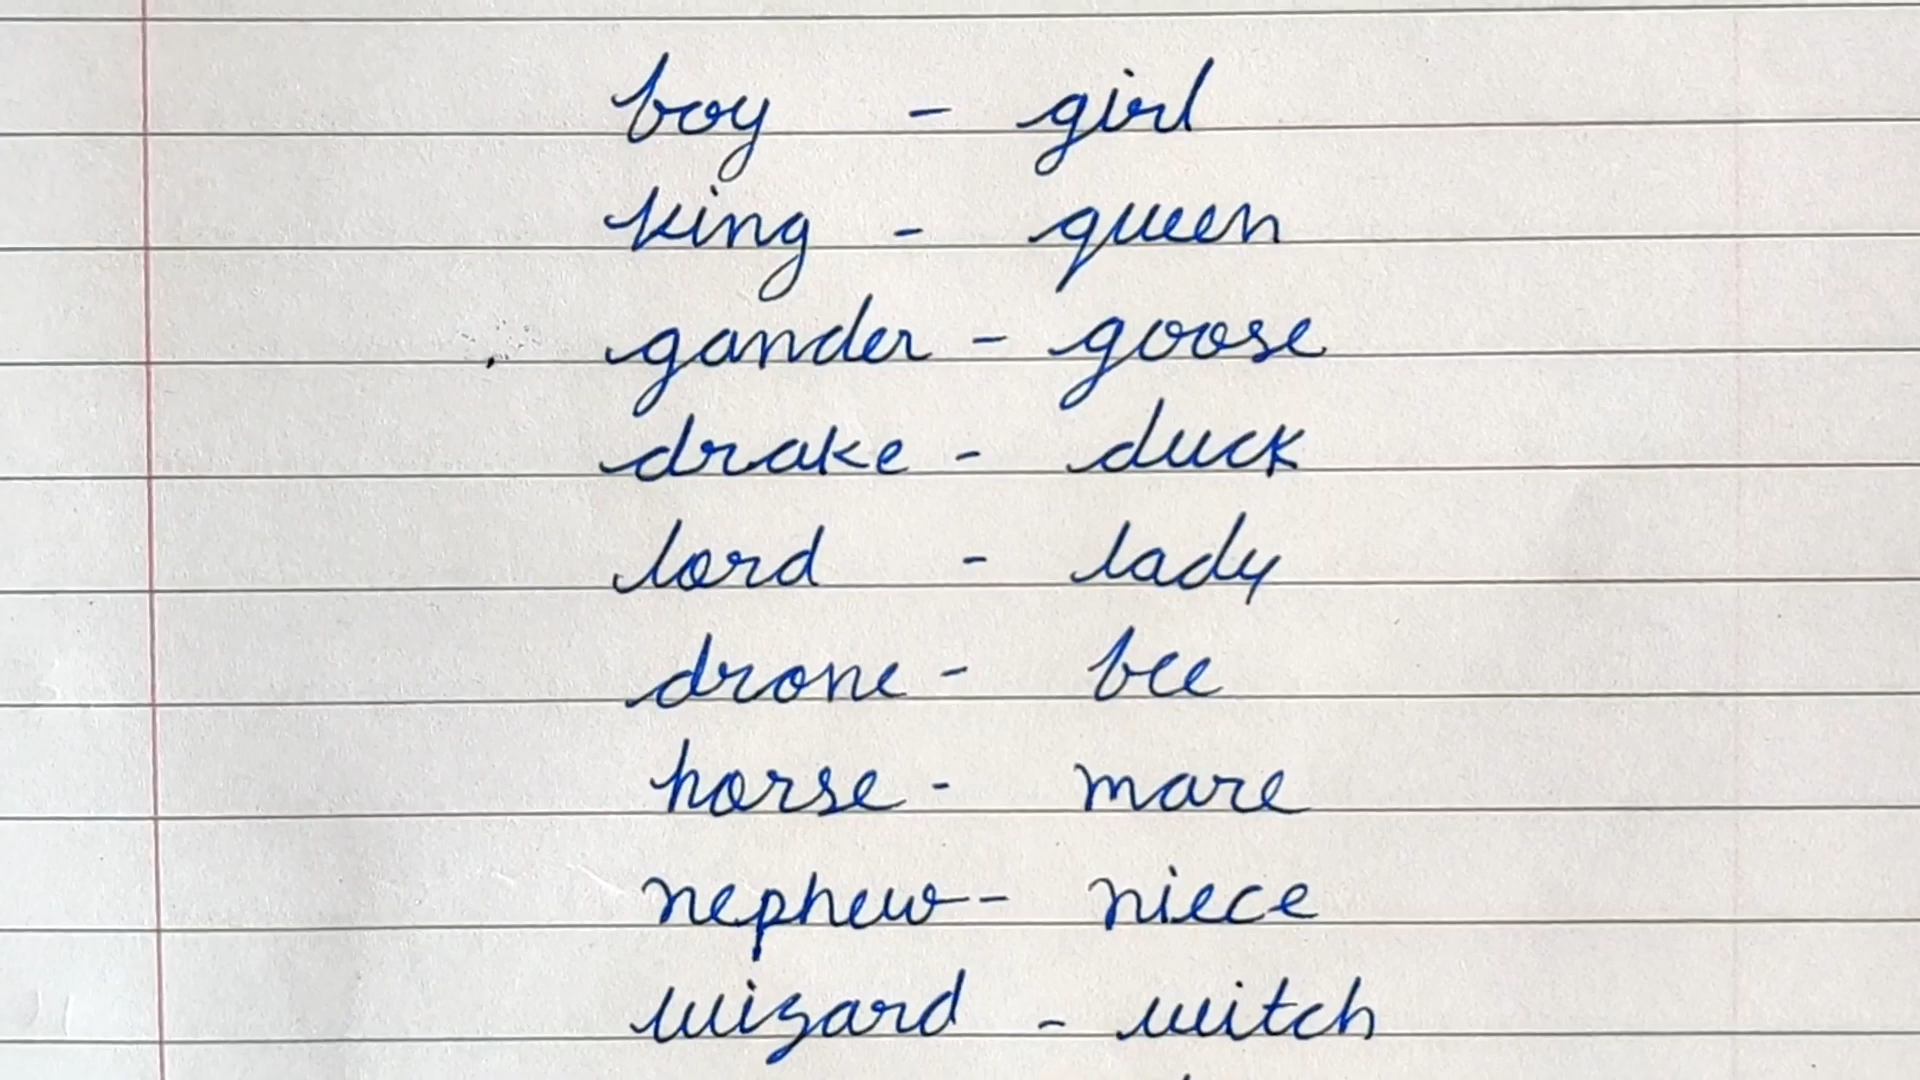 boy - girl
king - queen
gander - goose
drake - duck
lord - lady
drone - bee
horse - mare
nephew - niece
wizard - witch